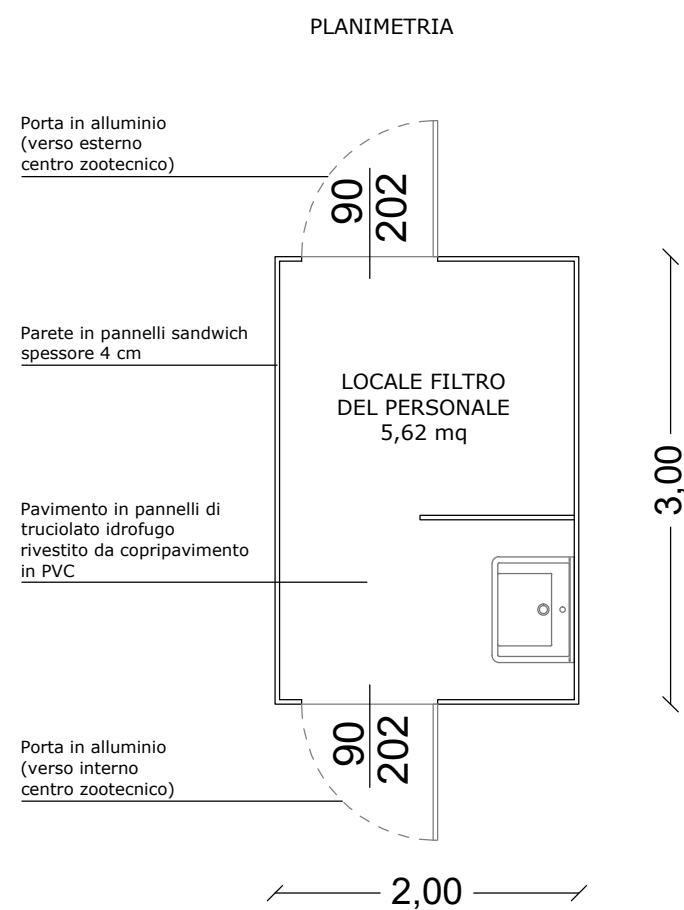 PLANIMETRIA
Porta in alluminio
(verso esterno
centro zootecnico)
90
202
Parete in pannelli sandwich
spessore 4 cm
LOCALE FILTRO
DEL PERSONALE
5,62 mq
3,00
Pavimento in pannelli di
truciolato idrofugo
rivestito da copripavimento
in PVC
90
202
Porta in alluminio
(verso interno
centro zootecnico)
2,00